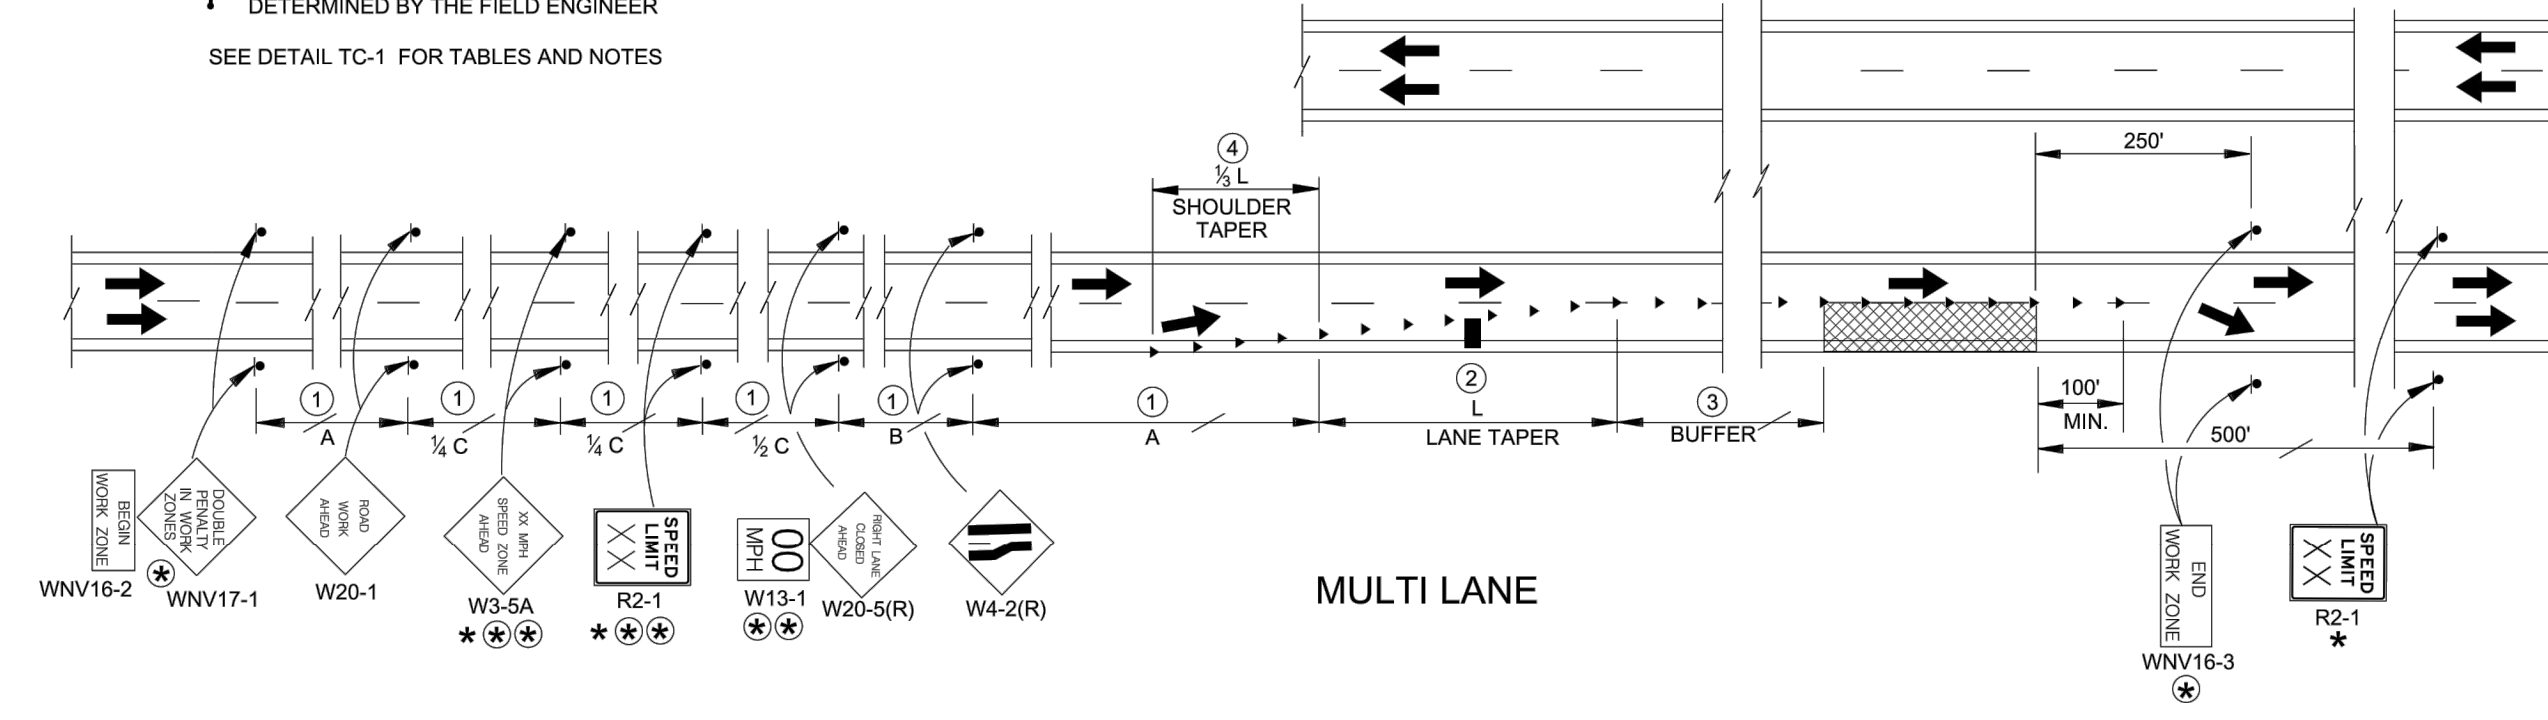 DETERMINED BY THE FIELD ENGINEER
SEE DETAIL TC-1 FOR TABLES AND NOTES
4
⅓ L
SHOULDER
TAPER
250'
1
A
1
¼ C
1
¼ C
1
½ C
1
B
1
A
2
L
LANE TAPER
3
BUFFER
100'
MIN.
500'
BEGIN
WORK ZONE
WNV16-2
DOUBLE
PENALTY
IN WORK
ZONES
*
WNV17-1
ROAD
WORK
AHEAD
W20-1
XX MPH
SPEED ZONE
AHEAD
W3-5A
* * *
SPEED
LIMIT
XX
R2-1
* * *
00
MPH
W13-1
* *
RIGHT LANE
CLOSED
AHEAD
W20-5(R)
W4-2(R)
MULTI LANE
END
WORK ZONE
WNV16-3
*
SPEED
LIMIT
XX
R2-1
*